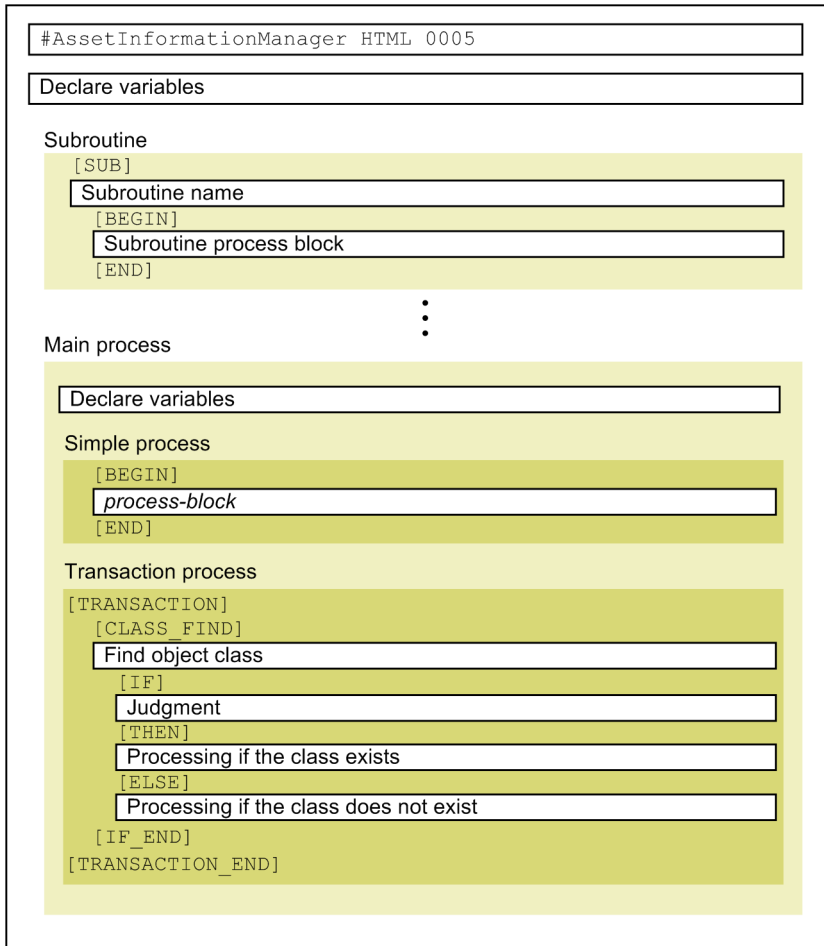 #AssetInformationManager HTML 0005
Declare variables
Subroutine
[SUB]
Subroutine name
[BEGIN]
Subroutine process block
[END]
Main process
Declare variables
Simple process
[BEGIN]
process-block
[END]
Transaction process
[TRANSACTION]
[CLASS_FIND]
Find object class
[IF]
Judgment
[THEN]
Processing if the class exists
[ELSE]
Processing if the class does not exist
[IF_END]
[TRANSACTION_END]